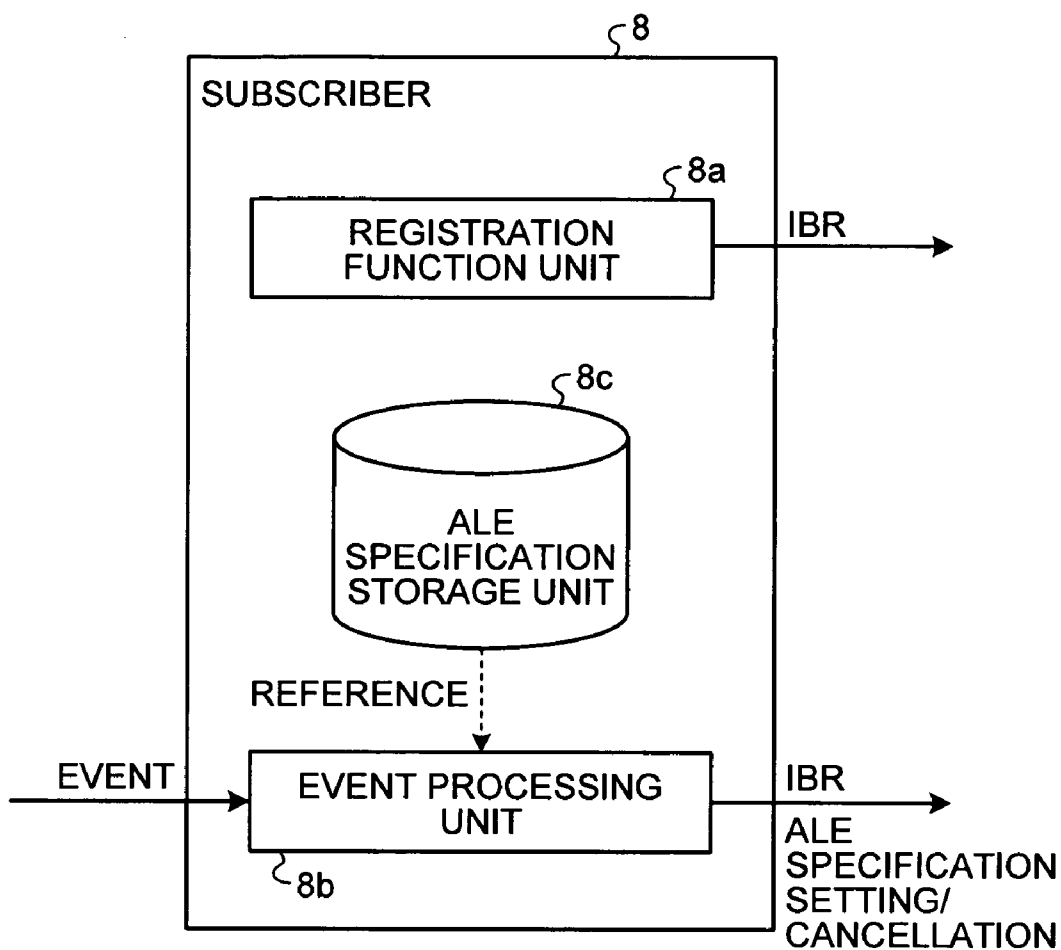 8
SUBSCRIBER
8a
REGISTRATION
FUNCTION UNIT
IBR
8c
ALE
SPECIFICATION
STORAGE UNIT
REFERENCE
EVENT
EVENT PROCESSING
UNIT
IBR
8b
ALE
SPECIFICATION
SETTING/
CANCELLATION